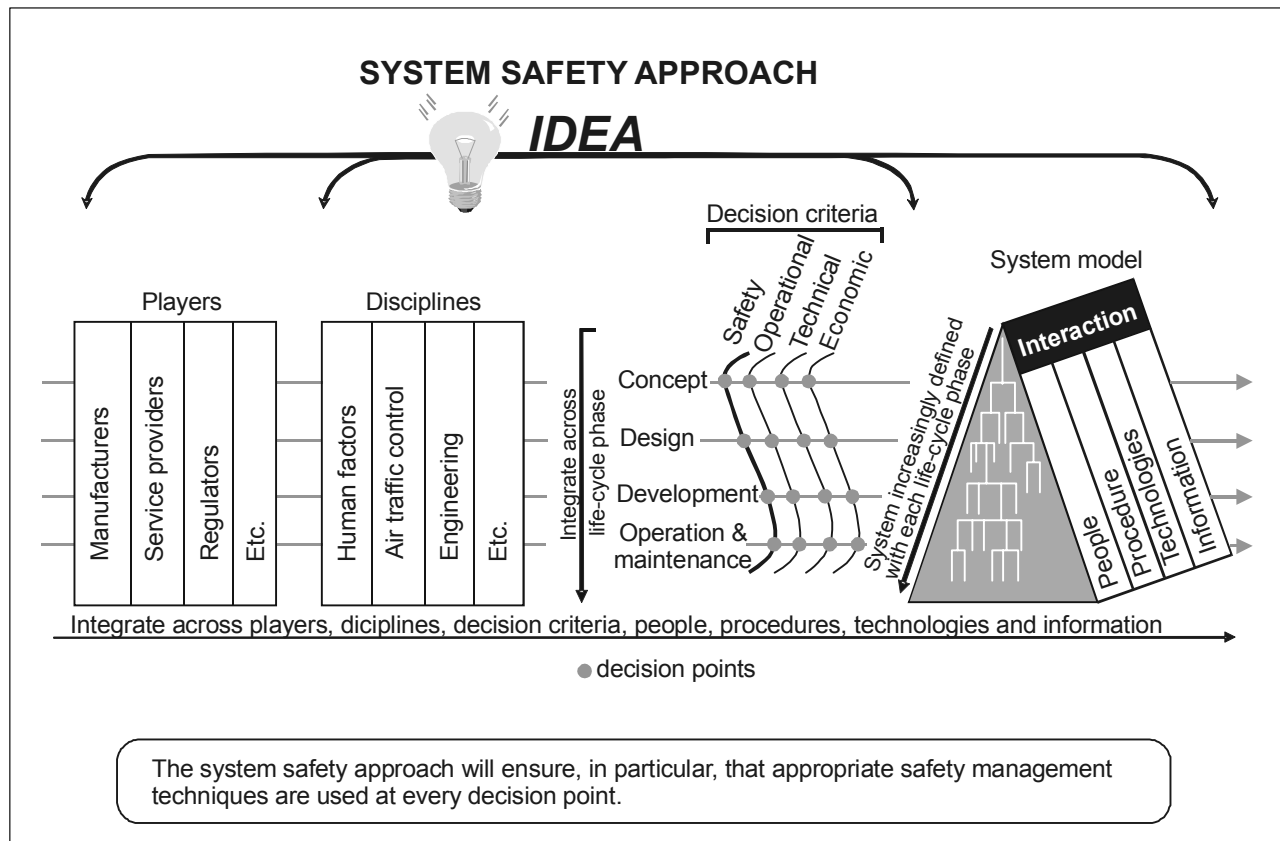 SYSTEM SAFETY APPROACH
IDEA
Players
Manufacturers
Service providers
Regulators
Etc.
Disciplines
Human factors
Air traffic control
Engineering
Etc.
Integrate across
life-cycle phase
Decision criteria
Safety
Operational
Technical
Economic
Concept
Design
Development
Operation &
maintenance
System increasingly defined
with each life-cycle phase
System model
Interaction
People
Procedure
Technologies
Information
Integrate across players, diciplines, decision criteria, people, procedures, technologies and information
decision points
The system safety approach will ensure, in particular, that appropriate safety management
techniques are used at every decision point.